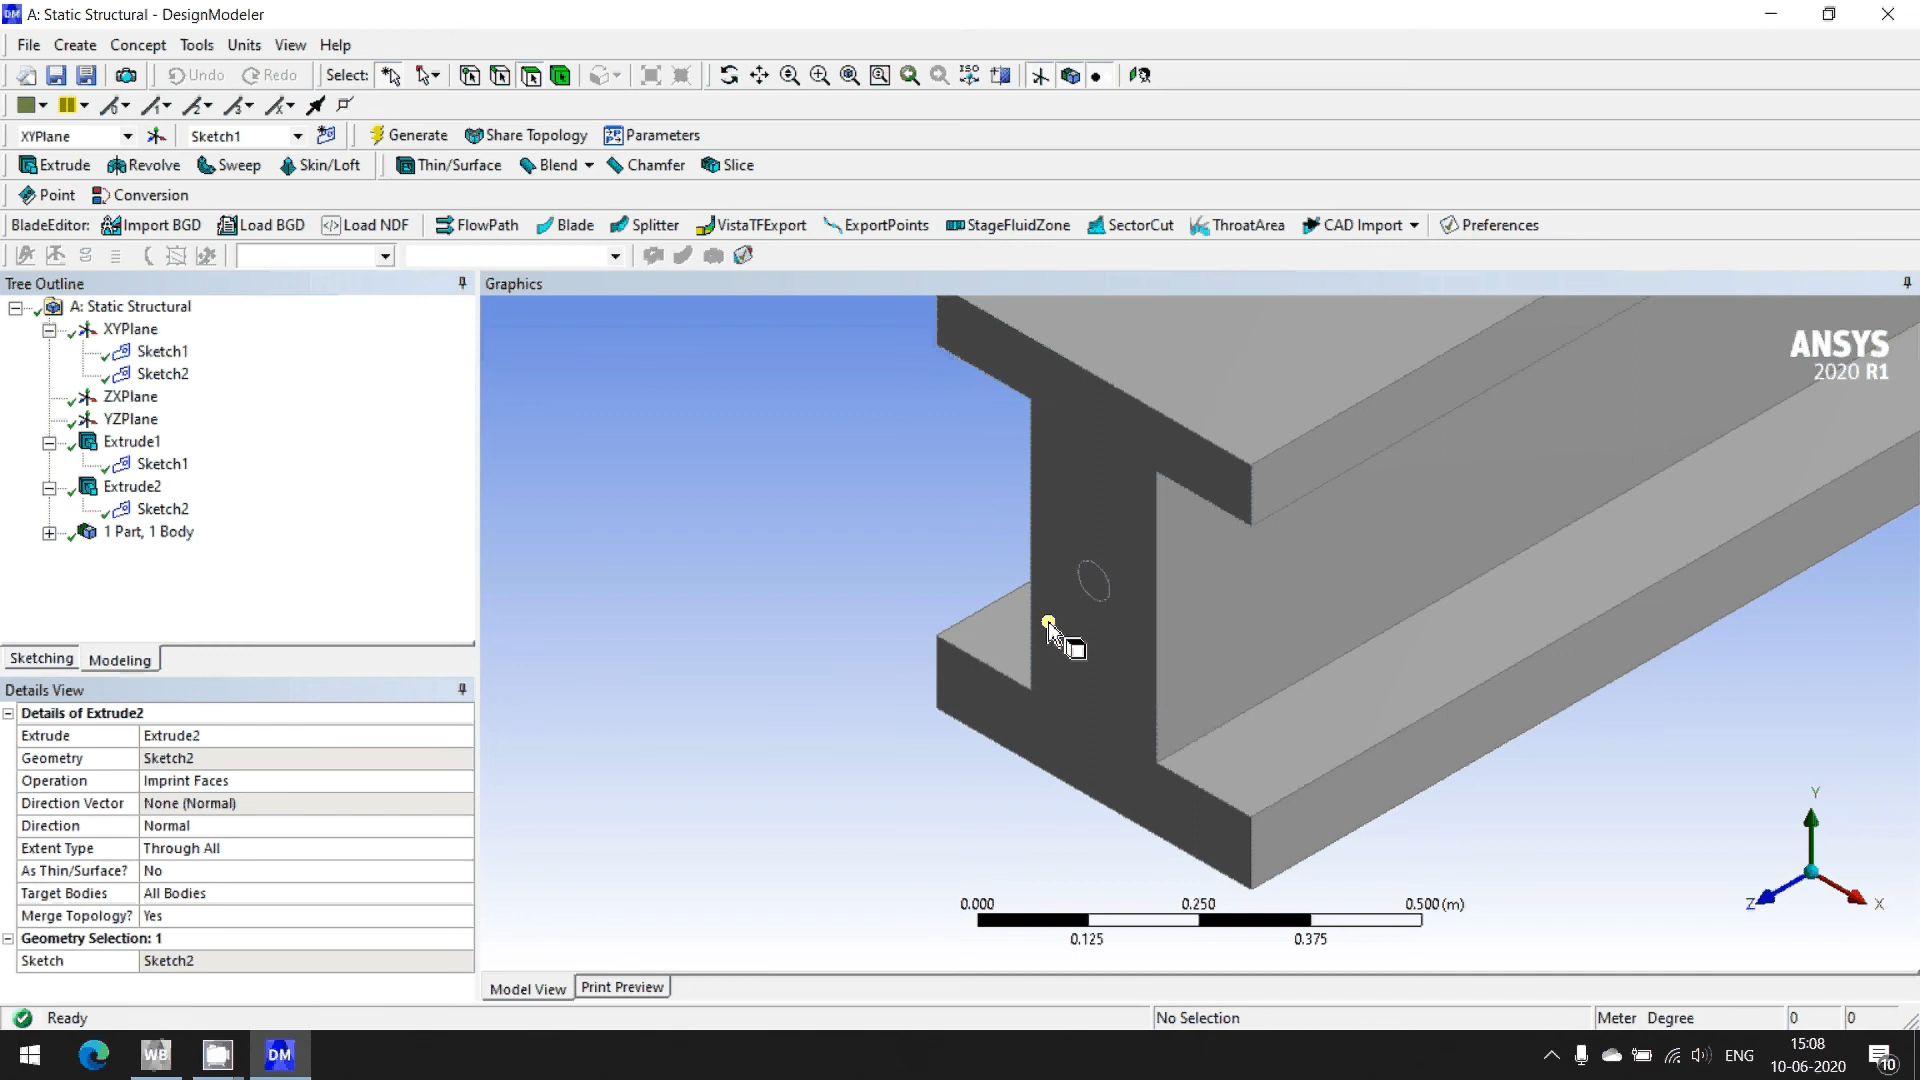 A: Static Structural - DesignModeler
File Create Concept Tools Units View Help
Undo Redo Select: ISO
XYPlane Sketch1 Generate Share Topology Parameters
Extrude Revolve Sweep Skin/Loft Thin/Surface Blend Chamfer Slice
Point Conversion
BladeEditor: Import BGD Load BGD Load NDF FlowPath Blade Splitter VistaTFExport ExportPoints StageFluidZone SectorCut ThroatArea CAD Import Preferences
Tree Outline
Graphics
A: Static Structural
XYPlane
Sketch1
Sketch2
ZXPlane
YZPlane
Extrude1
Sketch1
Extrude2
Sketch2
1 Part, 1 Body
Sketching Modeling
Details View
Details of Extrude2
Extrude Extrude2
Geometry Sketch2
Operation Imprint Faces
Direction Vector None (Normal)
Direction Normal
Extent Type Through All
As Thin/Surface? No
Target Bodies All Bodies
Merge Topology? Yes
Geometry Selection: 1
Sketch Sketch2
ANSYS
2020 R1
Y
Z
X
0.000 0.250 0.500 (m)
0.125 0.375
Model View Print Preview
Ready No Selection Meter Degree 0 0
WB DM ENG 15:08
10-06-2020
10